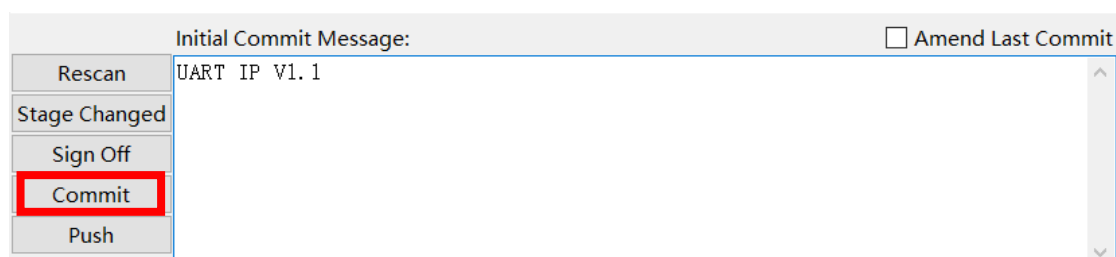 Initial Commit Message:
Amend Last Commit
Rescan
UART IP V1.1
Stage Changed
Sign Off
Commit
Push